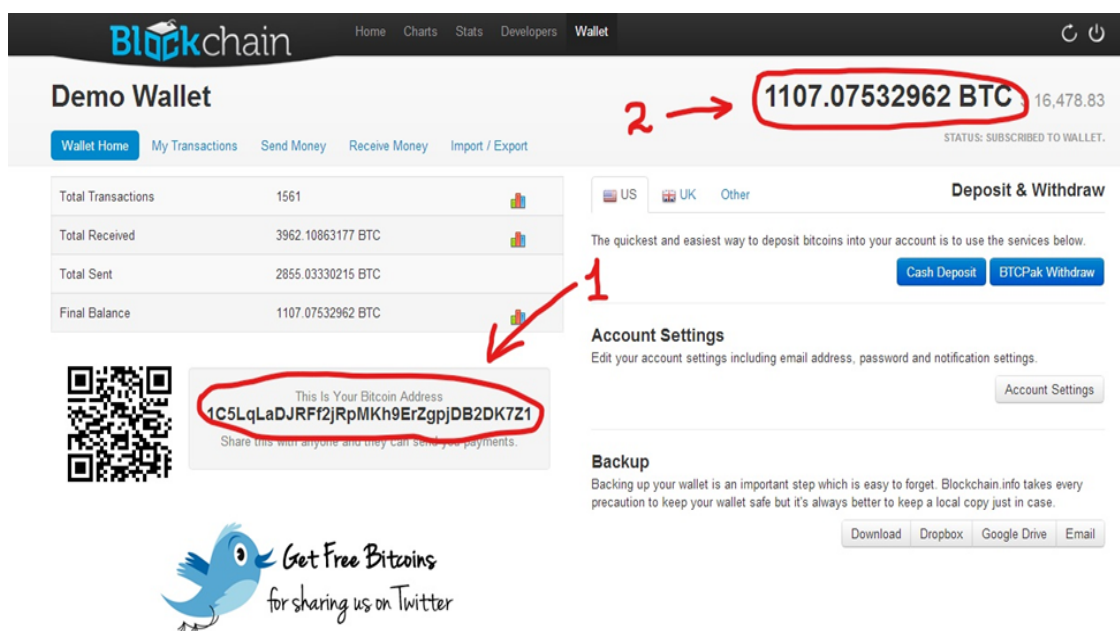 Blockchain
Home Charts Stats Developers Wallet
Demo Wallet
2
1107.07532962 BTC 16,478.83
STATUS: SUBSCRIBED TO WALLET.
Wallet Home My Transactions Send Money Receive Money Import / Export
Total Transactions 1561
Total Received 3962.10863177 BTC
Total Sent 2855.03330215 BTC
Final Balance 1107.07532962 BTC
1
This Is Your Bitcoin Address
1C5LqLaDJRFf2jRpMKh9ErZgpjDB2DK7Z1
Share this with anyone and they can send you payments.
Get Free Bitcoins
for sharing us on Twitter
US UK Other
Deposit & Withdraw
The quickest and easiest way to deposit bitcoins into your account is to use the services below.
Cash Deposit BTCPak Withdraw
Account Settings
Edit your account settings including email address, password and notification settings.
Account Settings
Backup
Backing up your wallet is an important step which is easy to forget. Blockchain.info takes every
precaution to keep your wallet safe but it's always better to keep a local copy just in case.
Download Dropbox Google Drive Email